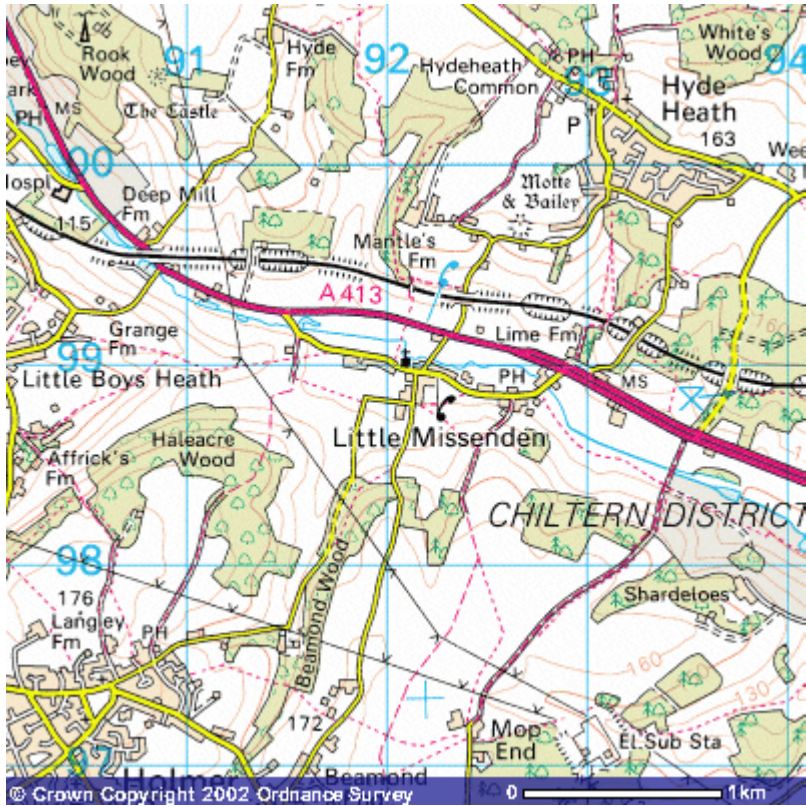 Rook
Wood
91
Hyde
Fm
92
Hydeheath
Common
PH
93
White's
Wood
94
Hyde
Heath
163
P
MS
PH
The Castle
00
Deep Mill
Fm
115
Motte
& Bailey
Mantle's
Fm
A 413
Grange
Fm
Lime Fm
99
Little Boys Heath
PH
MS
Little Missenden
Haleacre
Wood
Affrick's
Fm
CHILTERN DISTRICT
98
Beamond Wood
Shardeloes
176
Langley
Fm
PH
160
130
172
Mop
End
El Sub Sta
97
Holmer
Beamond
© Crown Copyright 2002 Ordnance Survey
0 1km